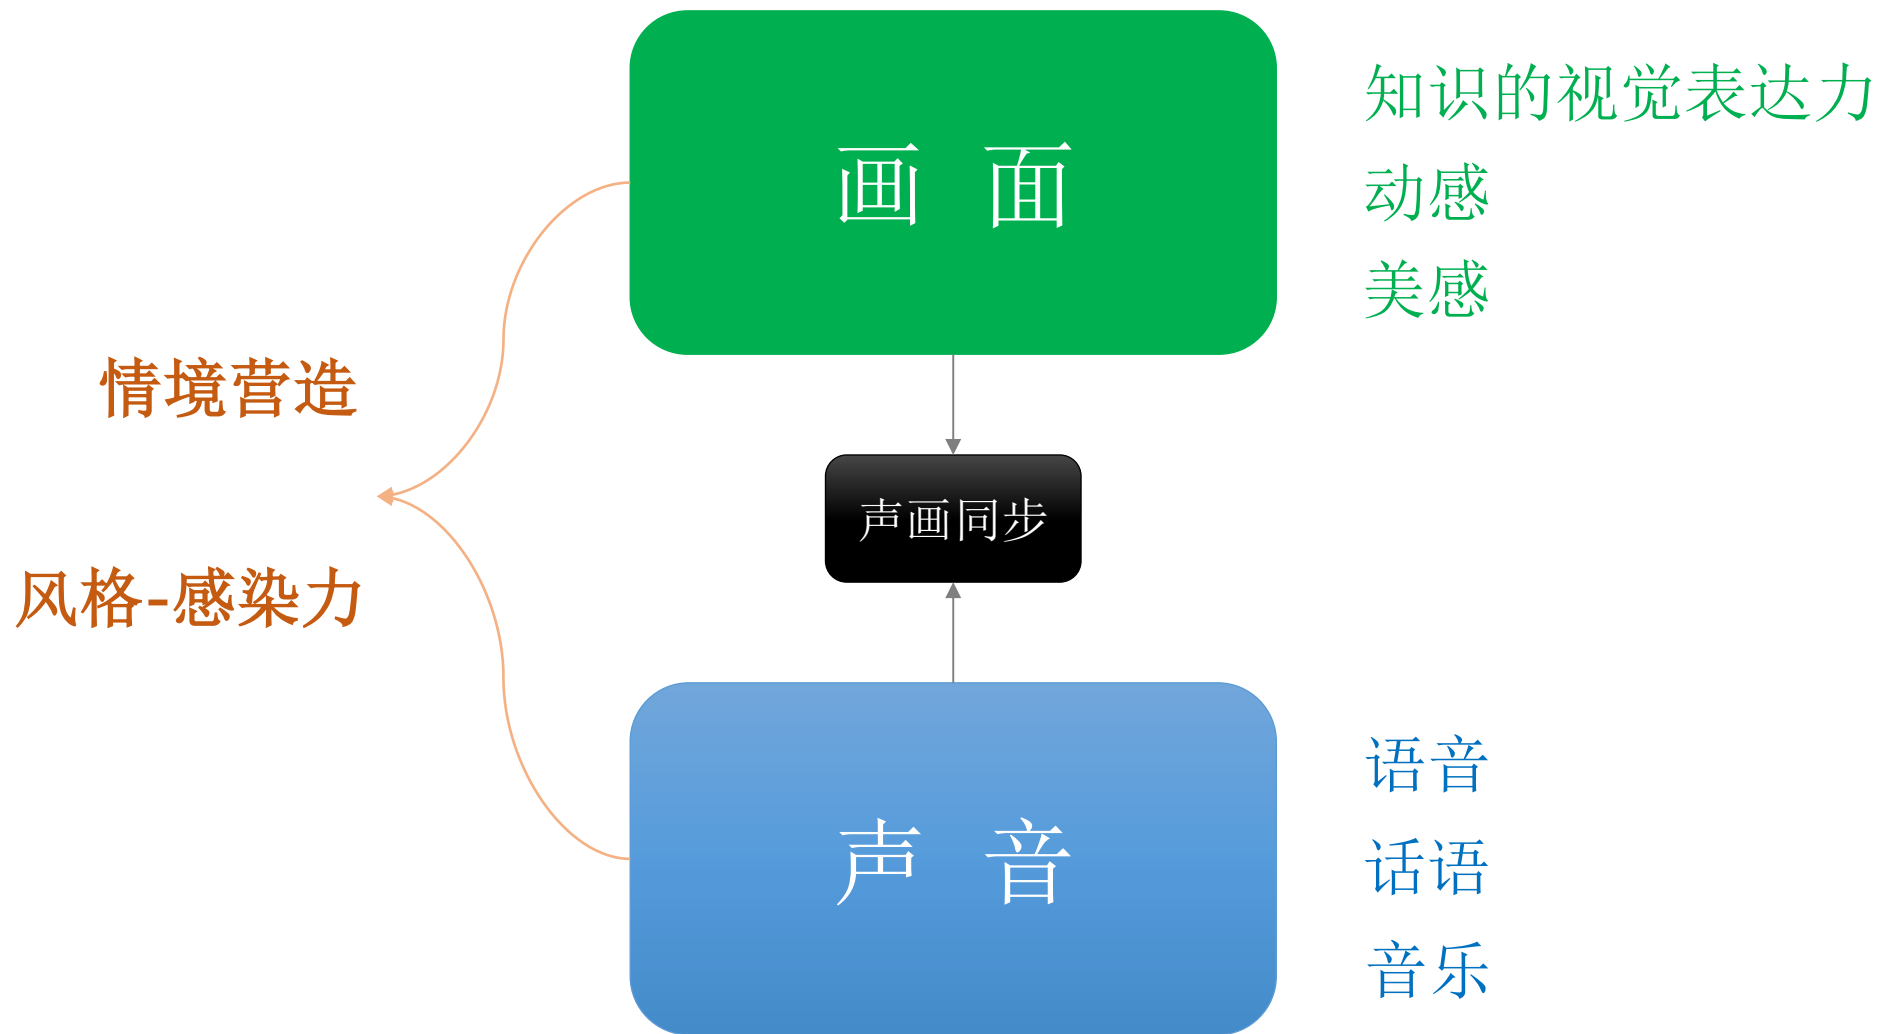 画 面
知识的视觉表达力
动感
美感
情境营造
声画同步
风格-感染力
声 音
语音
话语
音乐